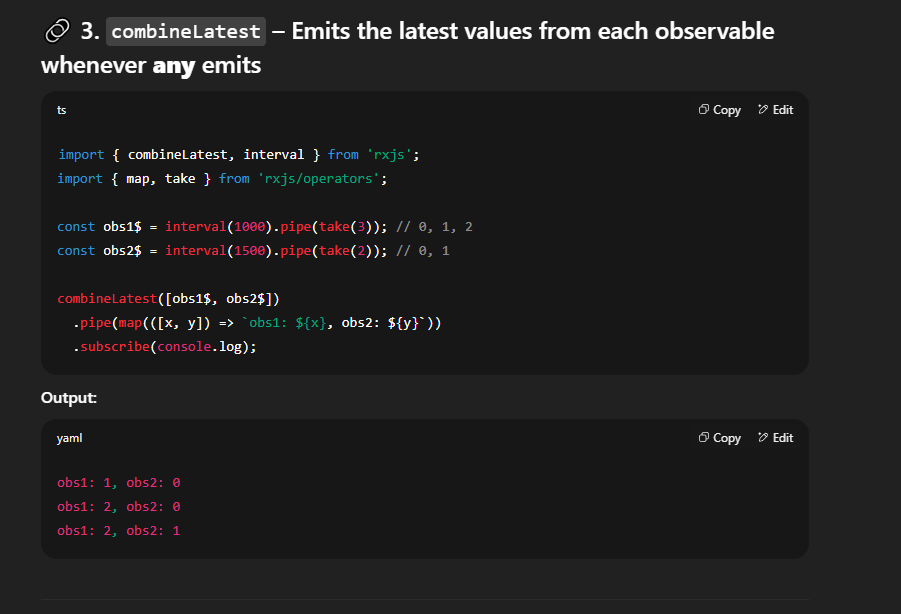 🔗 3. combineLatest – Emits the latest values from each observable
whenever any emits
ts
Copy
Edit
import { combineLatest, interval } from 'rxjs';
import { map, take } from 'rxjs/operators';
const obs1$ = interval(1000).pipe(take(3)); // 0, 1, 2
const obs2$ = interval(1500).pipe(take(2)); // 0, 1
combineLatest([obs1$, obs2$])
.pipe(map(([x, y]) => `obs1: ${x}, obs2: ${y}`))
.subscribe(console.log);
Output:
yaml
Copy
Edit
obs1: 1, obs2: 0
obs1: 2, obs2: 0
obs1: 2, obs2: 1